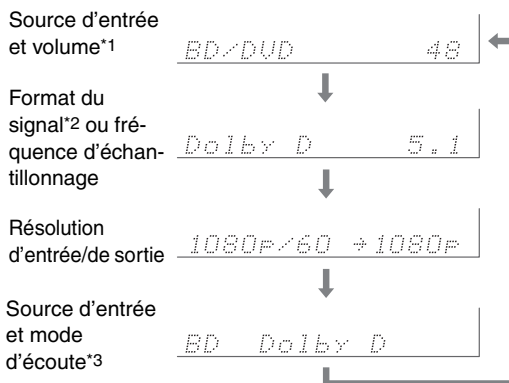 Source d'entrée
et volume*1
BD/DVD 48
Format du
signal*2 ou fré-
quence d'échan-
tillonnage
Dolby D 5.1
Résolution
d'entrée/de sortie
1080p/60 →1080p
Source d'entrée
et mode
d'écoute*3
BD Dolby D